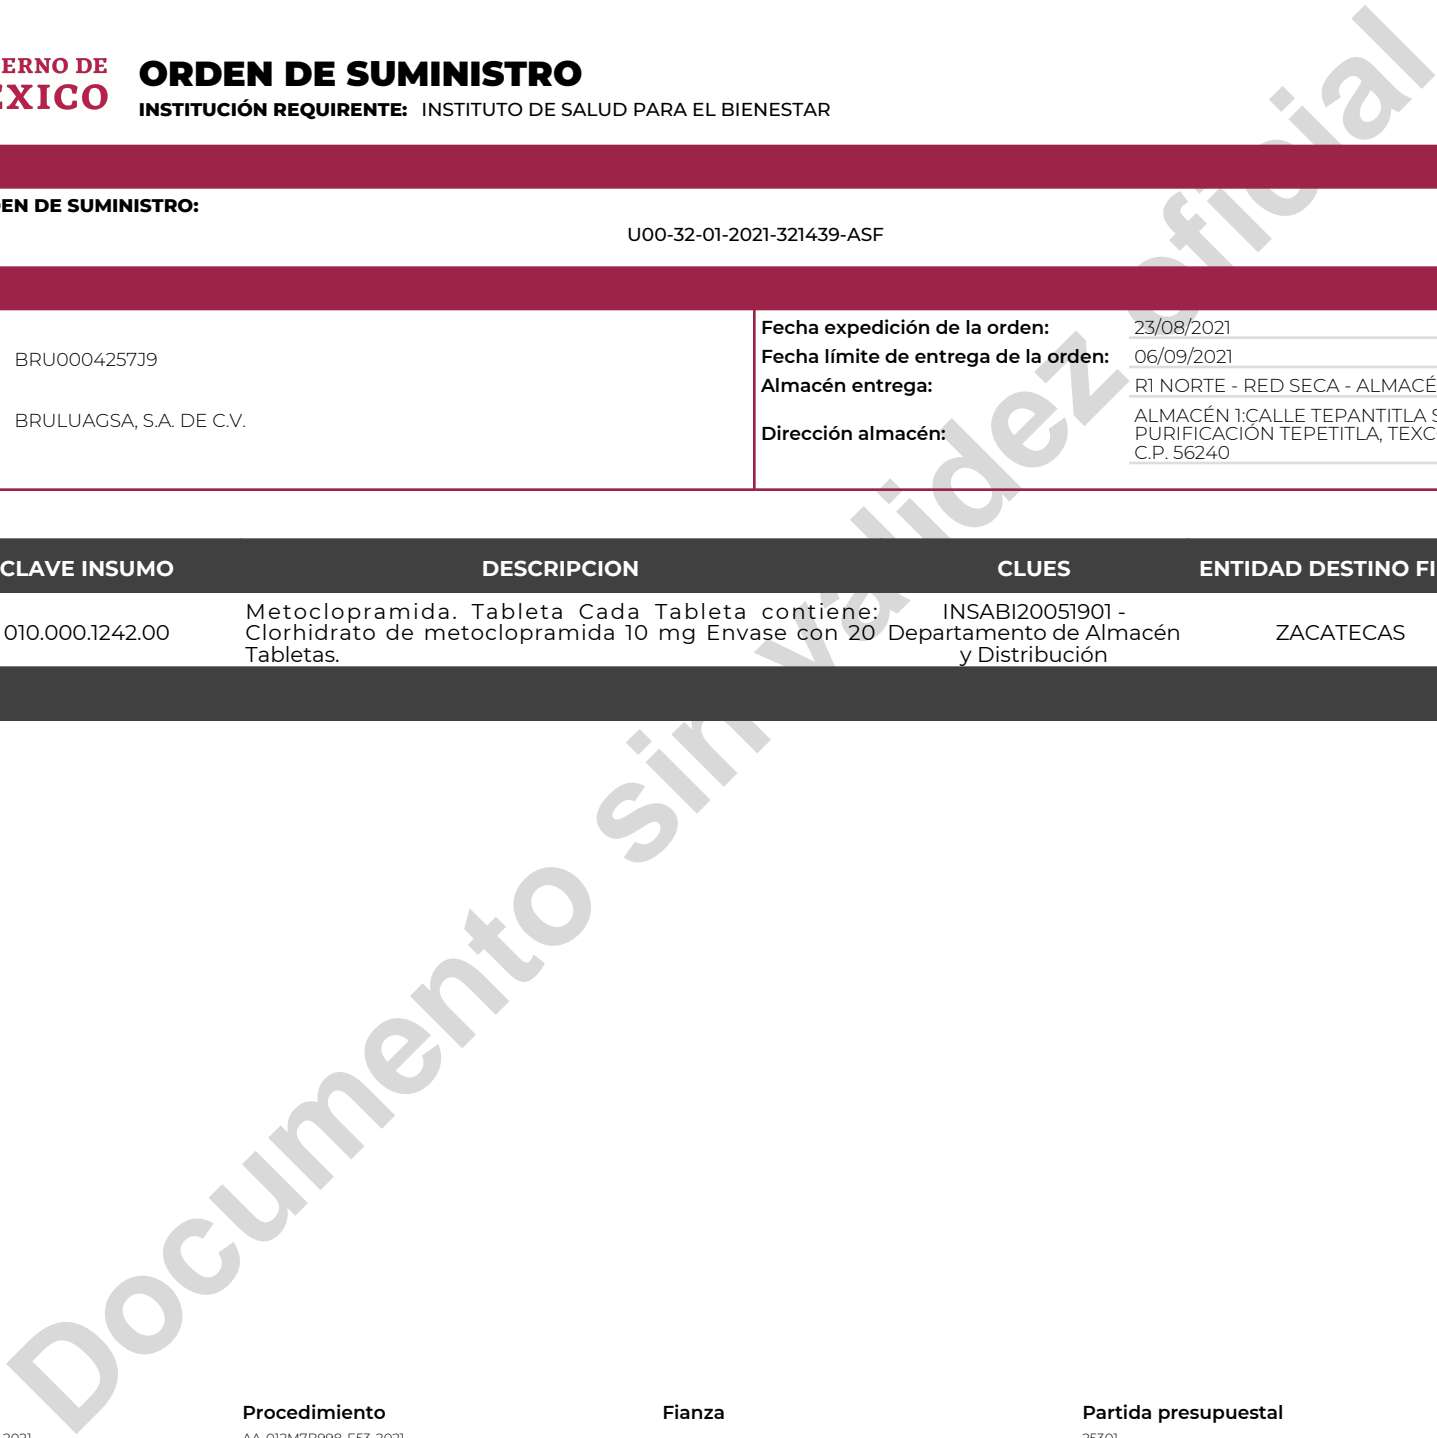 ERNO DE
ORDEN DE SUMINISTRO
INSTITUCIÓN REQUIRENTE: INSTITUTO DE SALUD PARA EL BIENESTAR
DE SUMINISTRO:
U00-32-01-2021-321439-ASF
BRU0004257J9
BRULUAGSA, S.A. DE C.V.
Fecha expedición de la orden: 23/08/2021
Fecha límite de entrega de la orden: 06/09/2021
Almacén entrega: R1 NORTE - RED SECA - ALMACÉ
Dirección almacén: ALMACÉN 1:CALLE TEPANTITLA S
PURIFICACIÓN TEPETITLA, TEXC
C.P. 56240
CLAVE INSUMO DESCRIPCION CLUES ENTIDAD DESTINO FI
010.000.1242.00
Metoclopramida. Tableta Cada Tableta contiene:
Clorhidrato de metoclopramida 10 mg Envase con 20
Tabletas.
INSABI20051901 -
Departamento de Almacén
y Distribución
ZACATECAS
Procedimiento Fianza Partida presupuestal
Documento sin validez oficial